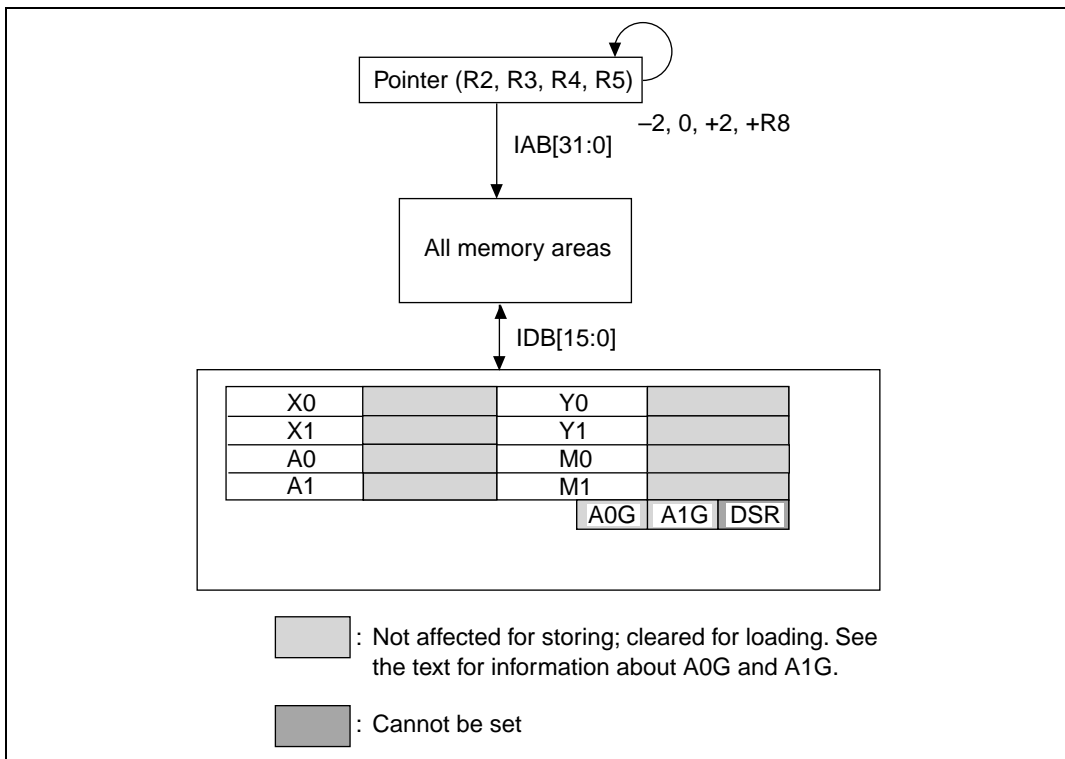 Pointer (R2, R3, R4, R5)
–2, 0, +2, +R8
IAB[31:0]
All memory areas
IDB[15:0]
X0 Y0
X1 Y1
A0 M0
A1 M1
A0G A1G DSR
: Not affected for storing; cleared for loading. See
the text for information about A0G and A1G.
: Cannot be set